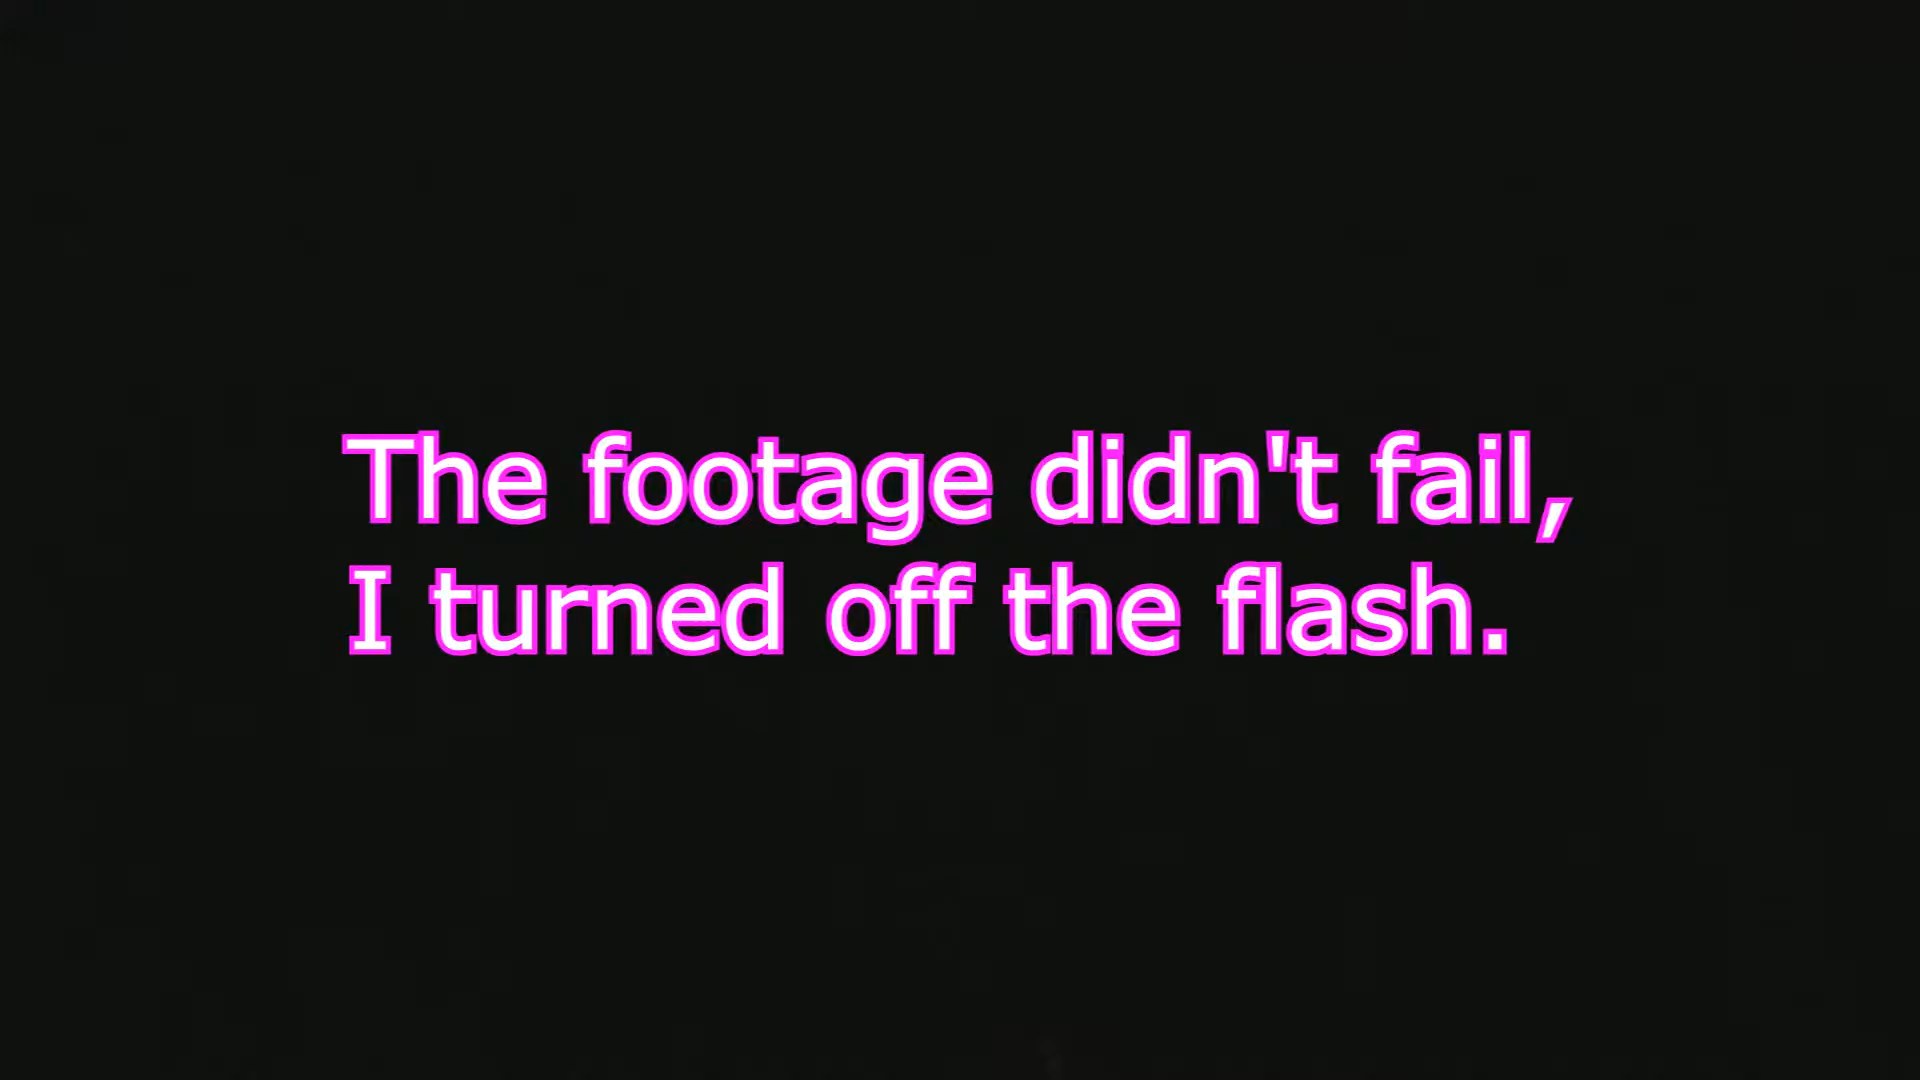 The footage didn't fail,
I turned off the flash.